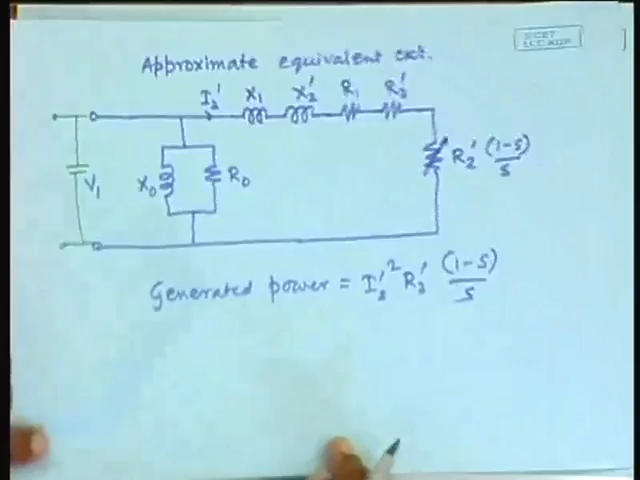 Approximate equivalent ckt.
I₂′ X₁ X₂′ R₁ R₂′
V₁ X₀ R₀ R₂′ (1-s)/s
Generated power = I₂′² R₂′ (1-s)/s